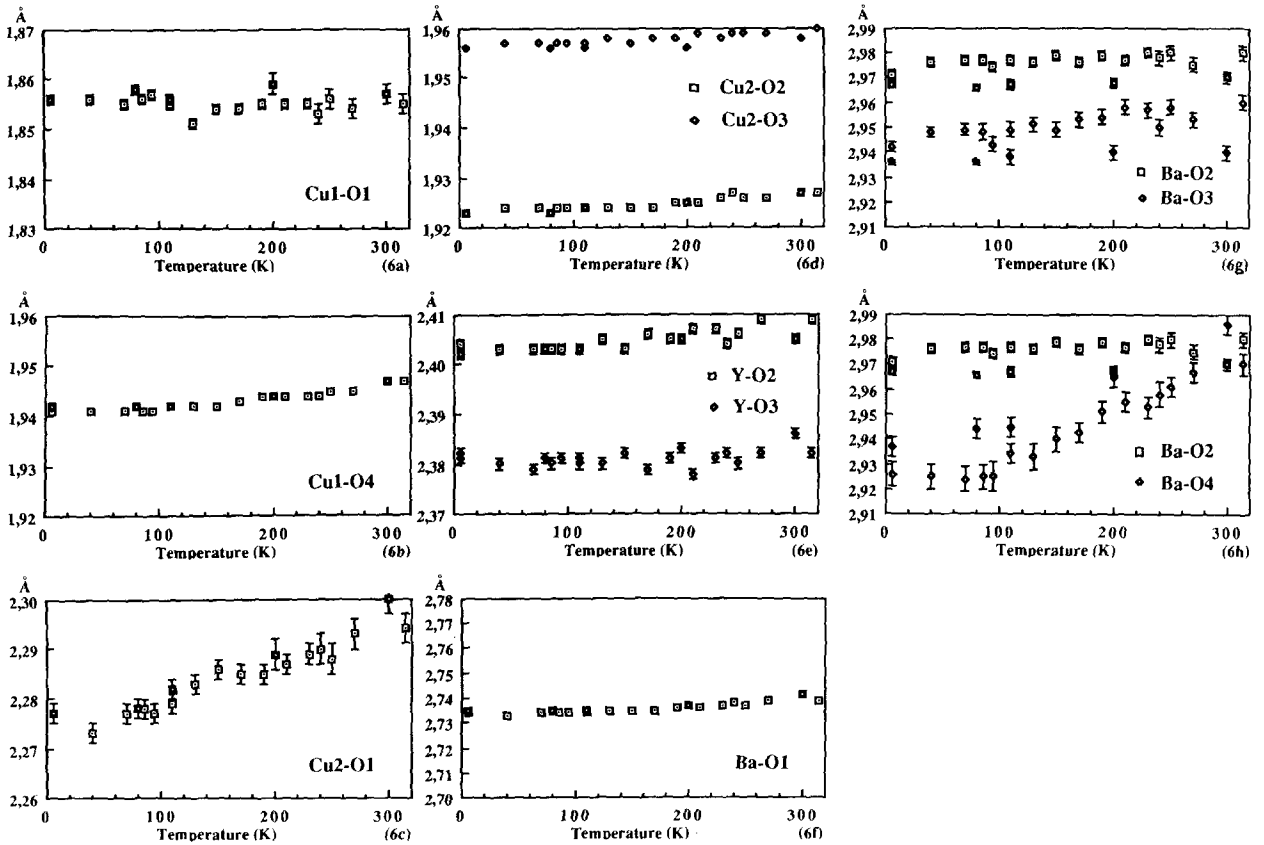 Å
1,87
1,86
1,85
1,84
1,83
Cu1-O1
0 100 200 300
Temperature (K) (6a)
Å
1,96
1,95
1,94
1,93
1,92
Cu2-O2
Cu2-O3
0 100 200 300
Temperature (K) (6d)
Å
2,99
2,98
2,97
2,96
2,95
2,94
2,93
2,92
2,91
Ba-O2
Ba-O3
0 100 200 300
Temperature (K) (6g)
Å
1,96
1,95
1,94
1,93
1,92
Cu1-O4
0 100 200 300
Temperature (K) (6b)
Å
2,41
2,40
2,39
2,38
2,37
Y-O2
Y-O3
0 100 200 300
Temperature (K) (6e)
Å
2,99
2,98
2,97
2,96
2,95
2,94
2,93
2,92
2,91
Ba-O2
Ba-O4
0 100 200 300
Temperature (K) (6h)
Å
2,30
2,29
2,28
2,27
2,26
Cu2-O1
0 100 200 300
Temperature (K) (6c)
Å
2,78
2,77
2,76
2,75
2,74
2,73
2,72
2,71
2,70
Ba-O1
0 100 200 300
Temperature (K) (6f)